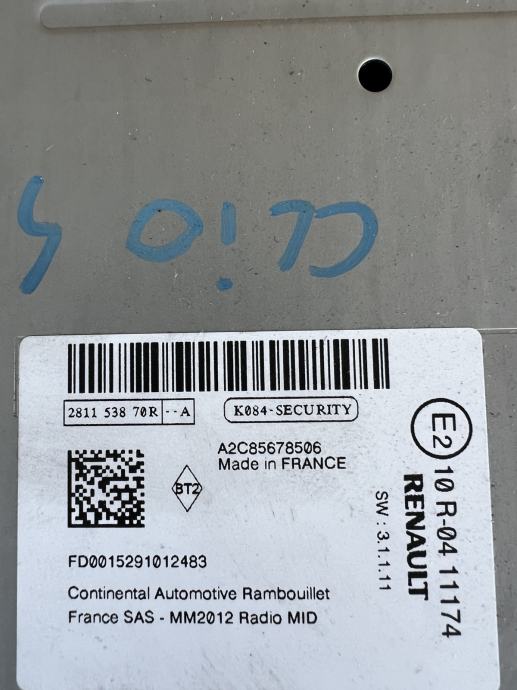 CLiO 4
2811 538 70R --A
K084-SECURITY
A2C85678506
Made in FRANCE
BT2
FD0015291012483
Continental Automotive Rambouillet
France SAS - MM2012 Radio MID
E2 10 R-04 11174
RENAULT
SW : 3.1.1.11